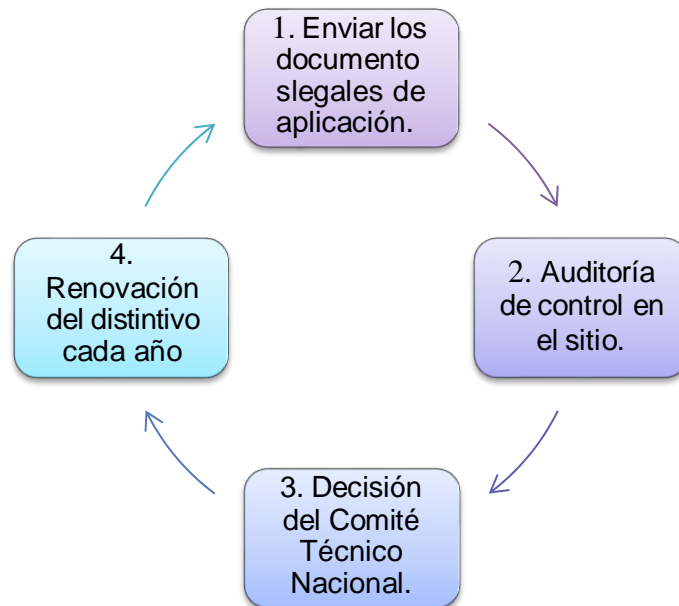 1. Enviar los
documento
slegales de
aplicación.
2. Auditoría
de control en
el sitio.
3. Decisión
del Comité
Técnico
Nacional.
4.
Renovación
del distintivo
cada año